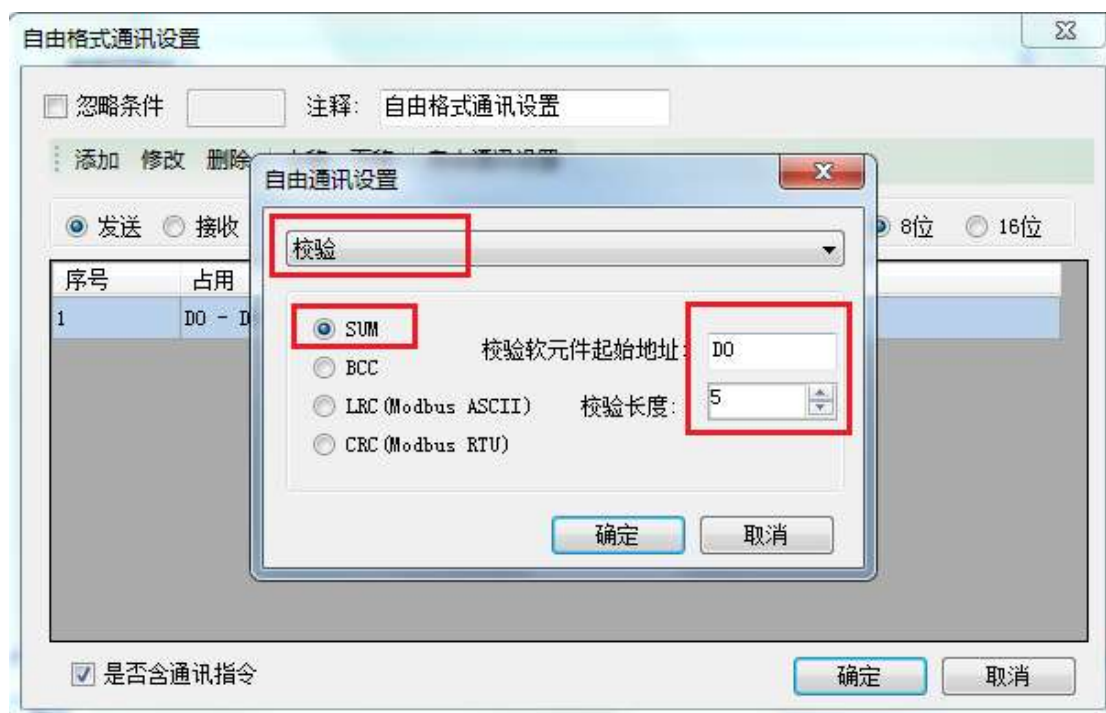 自由格式通讯设置
忽略条件 注释: 自由格式通讯设置
添加 修改 删除
自由通讯设置
发送 接收 8位 16位
校验
序号 占用
1 D0 - D
SUM
校验软元件起始地址: D0
BCC
LRC(Modbus ASCII) 校验长度: 5
CRC(Modbus RTU)
确定 取消
是否含通讯指令 确定 取消